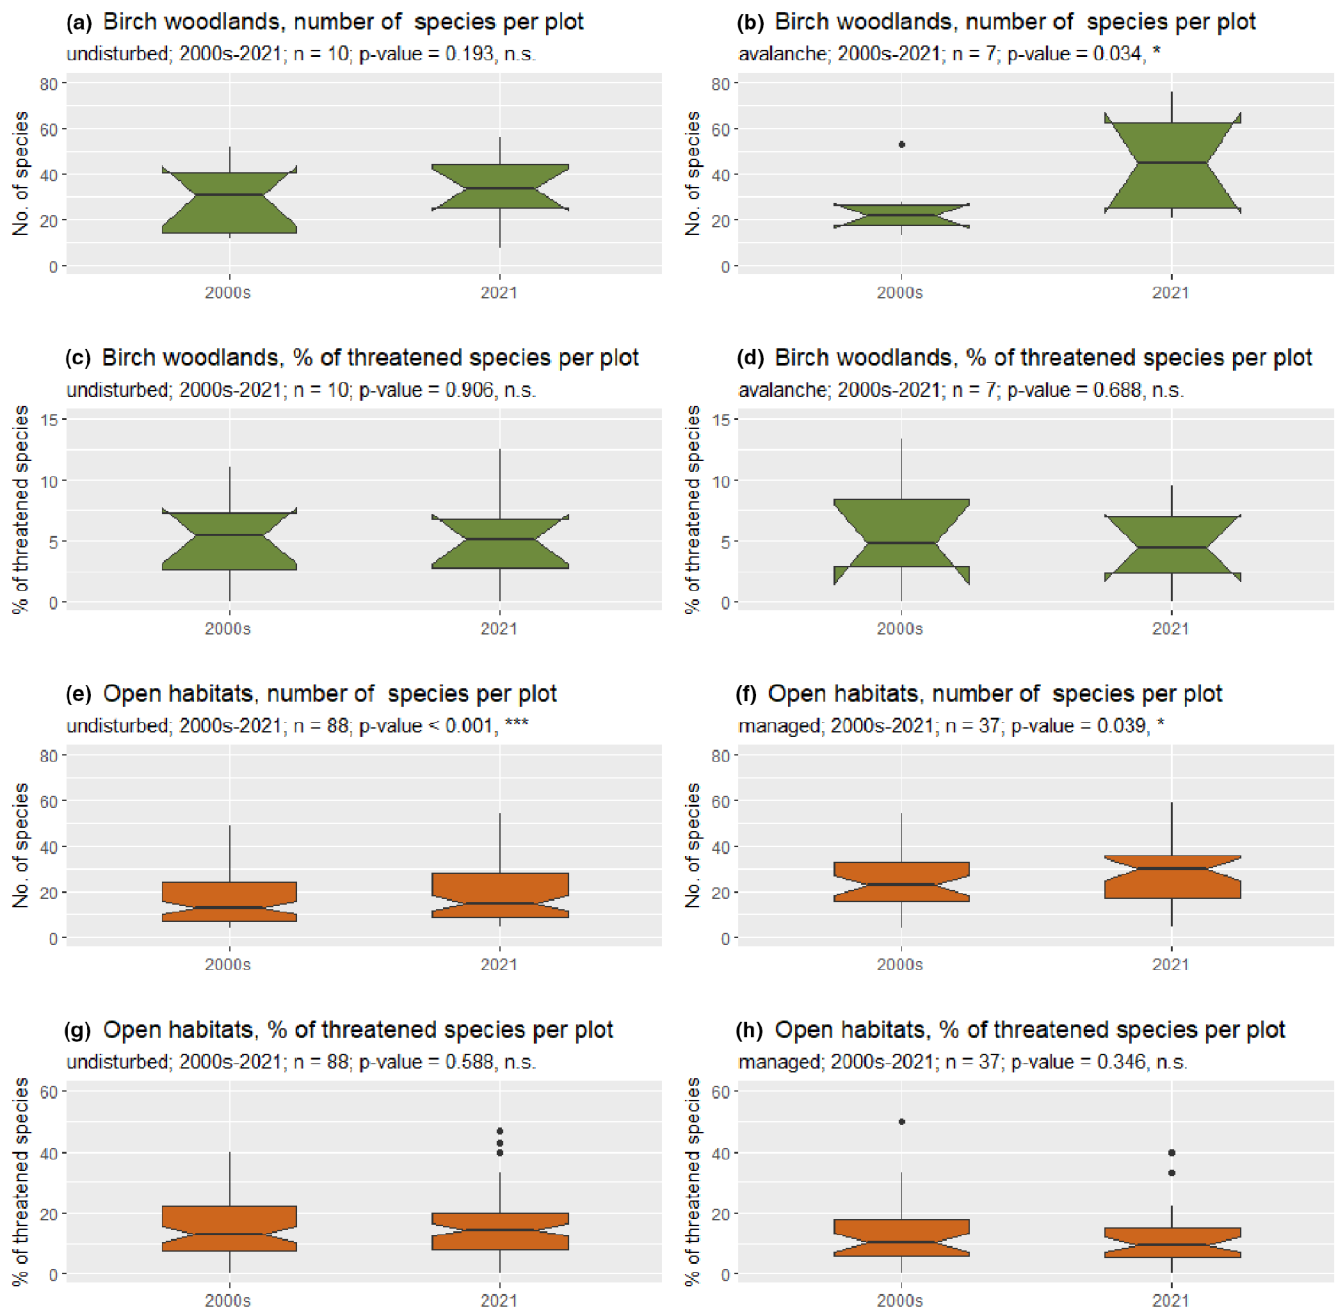 (a) Birch woodlands, number of species per plot
undisturbed; 2000s-2021; n = 10; p-value = 0.193, n.s.
No. of species
80
60
40
20
0
2000s 2021
(b) Birch woodlands, number of species per plot
avalanche; 2000s-2021; n = 7; p-value = 0.034, *
No. of species
80
60
40
20
0
2000s 2021
(c) Birch woodlands, % of threatened species per plot
undisturbed; 2000s-2021; n = 10; p-value = 0.906, n.s.
% of threatened species
15
10
5
0
2000s 2021
(d) Birch woodlands, % of threatened species per plot
avalanche; 2000s-2021; n = 7; p-value = 0.688, n.s.
% of threatened species
15
10
5
0
2000s 2021
(e) Open habitats, number of species per plot
undisturbed; 2000s-2021; n = 88; p-value < 0.001, ***
No. of species
80
60
40
20
0
2000s 2021
(f) Open habitats, number of species per plot
managed; 2000s-2021; n = 37; p-value = 0.039, *
No. of species
80
60
40
20
0
2000s 2021
(g) Open habitats, % of threatened species per plot
undisturbed; 2000s-2021; n = 88; p-value = 0.588, n.s.
% of threatened species
60
40
20
0
2000s 2021
(h) Open habitats, % of threatened species per plot
managed; 2000s-2021; n = 37; p-value = 0.346, n.s.
% of threatened species
60
40
20
0
2000s 2021